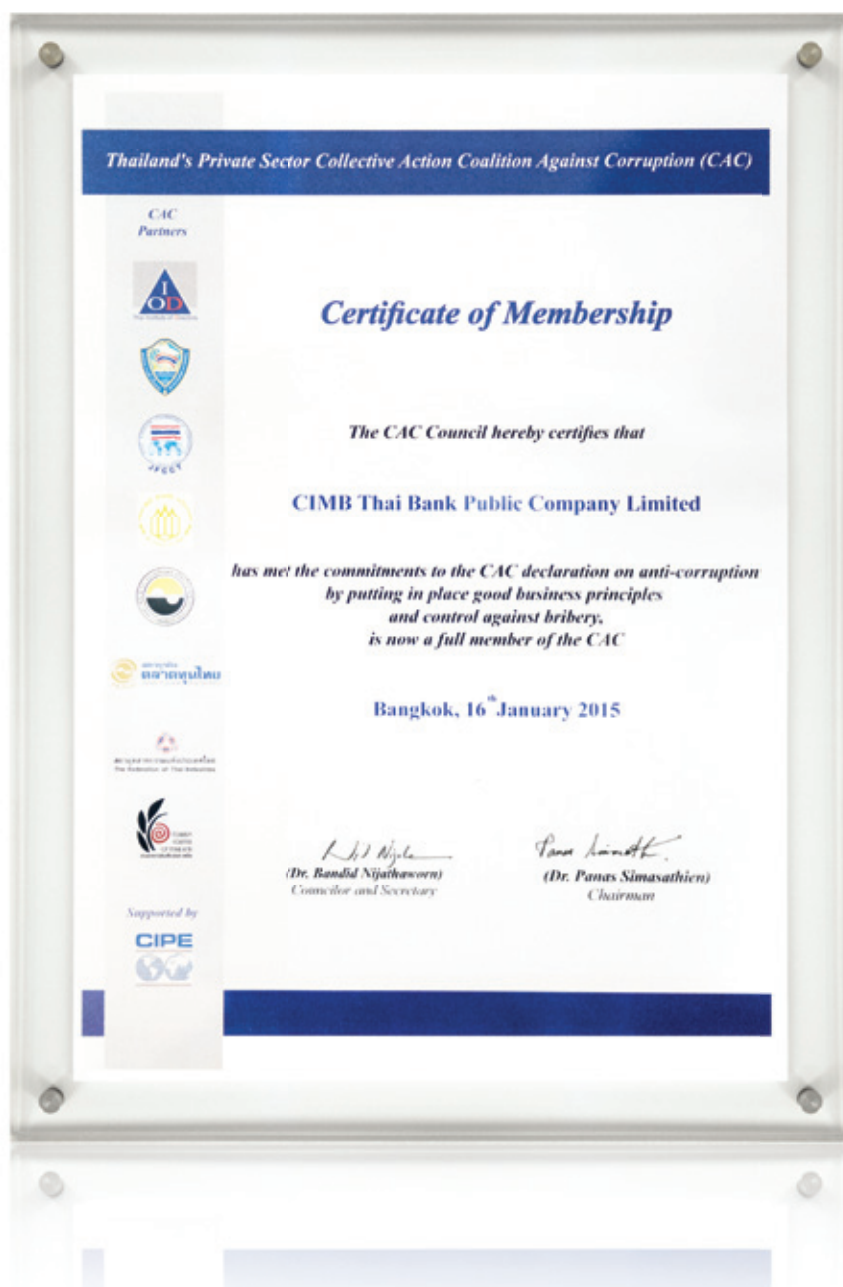 Thailand's Private Sector Collective Action Coalition Against Corruption (CAC)
CAC
Partners
IOD
JFCCT
ตลาดทุนไทย
The Federation of Thai Industries
Supported by
CIPE
Certificate of Membership
The CAC Council hereby certifies that
CIMB Thai Bank Public Company Limited
has met the commitments to the CAC declaration on anti-corruption
by putting in place good business principles
and control against bribery,
is now a full member of the CAC
Bangkok, 16th January 2015
(Dr. Bandid Nijathaworn)
Councilor and Secretary
(Dr. Panas Simasathien)
Chairman